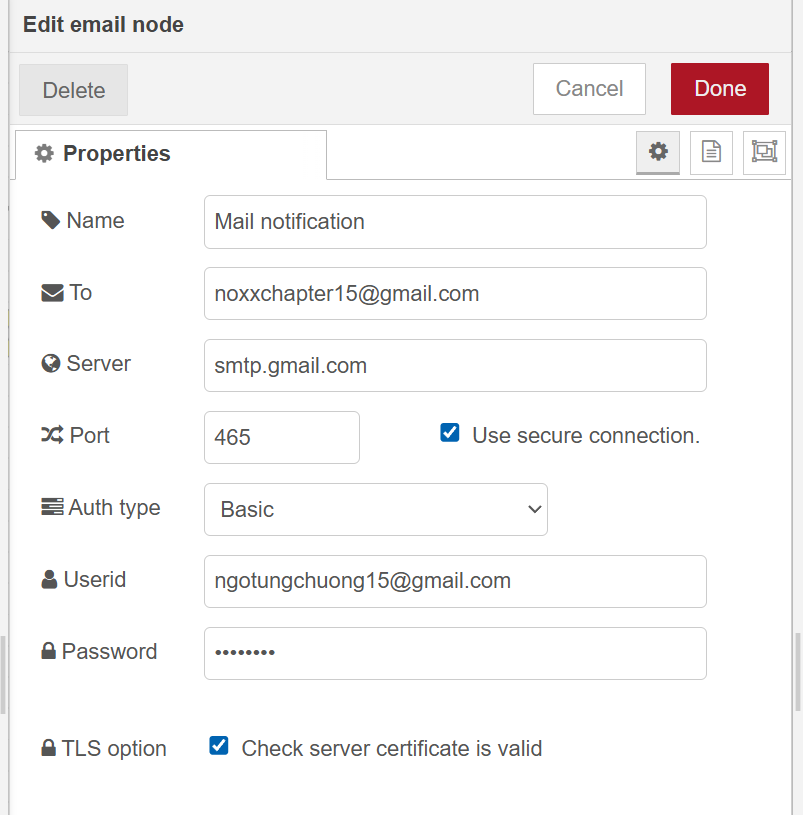 Edit email node
Delete
Cancel
Done
Properties
Name
Mail notification
To
noxxchapter15@gmail.com
Server
smtp.gmail.com
Port
465
Use secure connection.
Auth type
Basic
Userid
ngotungchuong15@gmail.com
Password
••••••••
TLS option
Check server certificate is valid